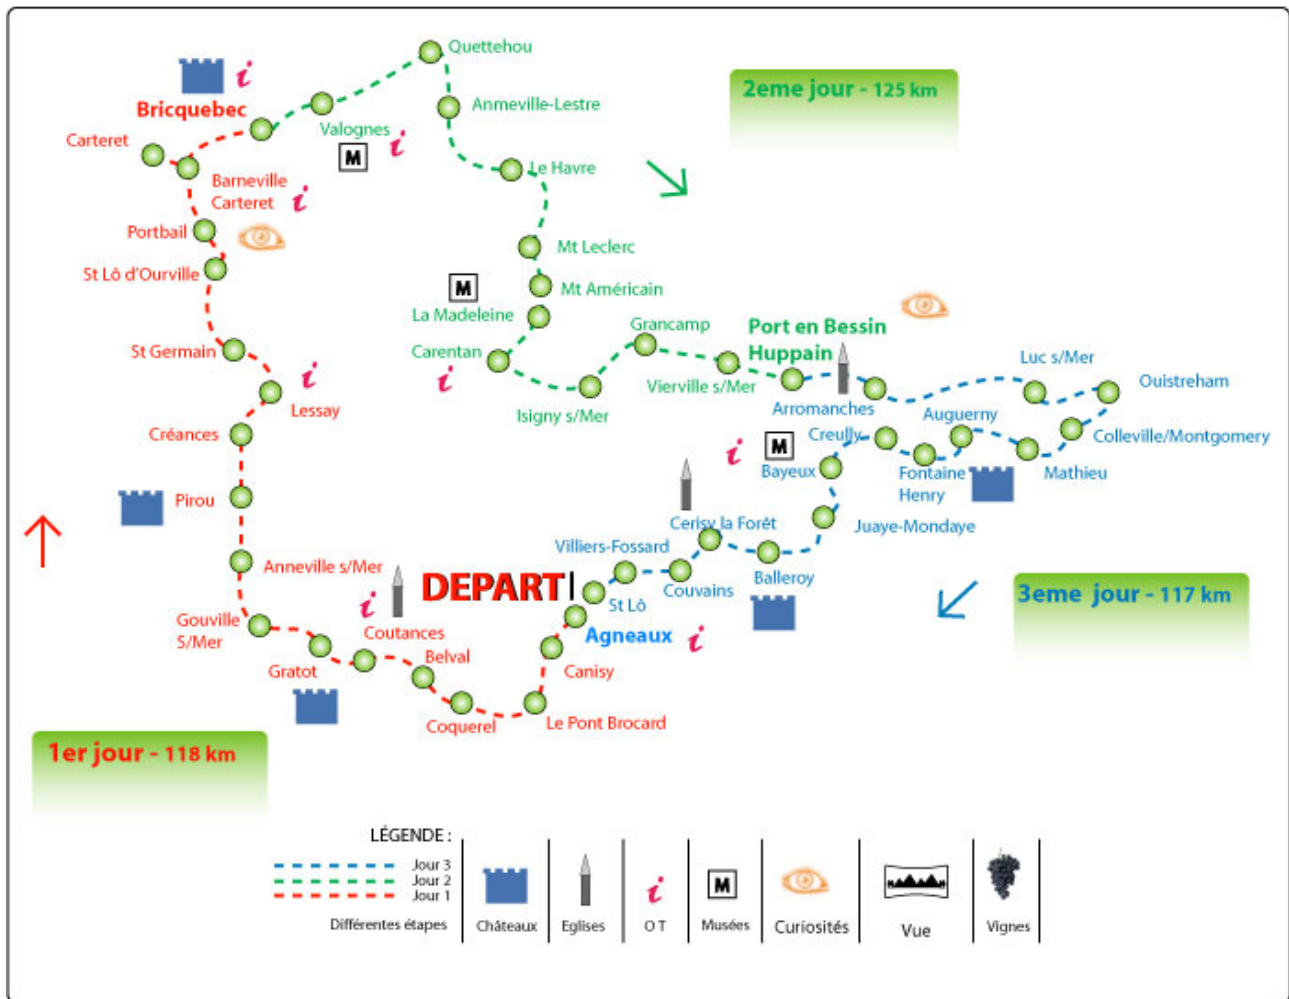 Quettehou
2eme jour - 125 km
Bricquebec
Anmeville-Lestre
Valognes
M
Carteret
Le Havre
Barneville
Carteret
Portbail
Mt Leclerc
St Lô d'Ourville
M
Mt Américain
La Madeleine
Grancamp
Port en Bessin
Huppain
St Germain
Carentan
Luc s/Mer
Vierville s/Mer
Ouistreham
Lessay
Isigny s/Mer
Arromanches
Auguerny
Créances
Creully
Colleville/Montgomery
M
Bayeux
Fontaine
Henry
Mathieu
Pirou
Cerisy la Forêt
Juaye-Mondaye
Villiers-Fossard
Anneville s/Mer
DEPART
Balleroy
Couvains
3eme jour - 117 km
St Lô
Gouville
S/Mer
Coutances
Agneaux
Belval
Gratot
Canisy
Coquerel
Le Pont Brocard
1er jour - 118 km
LÉGENDE :
Jour 3
Jour 2
Jour 1
M
Différentes étapes
Châteaux
Eglises
O T
Musées
Curiosités
Vue
Vignes